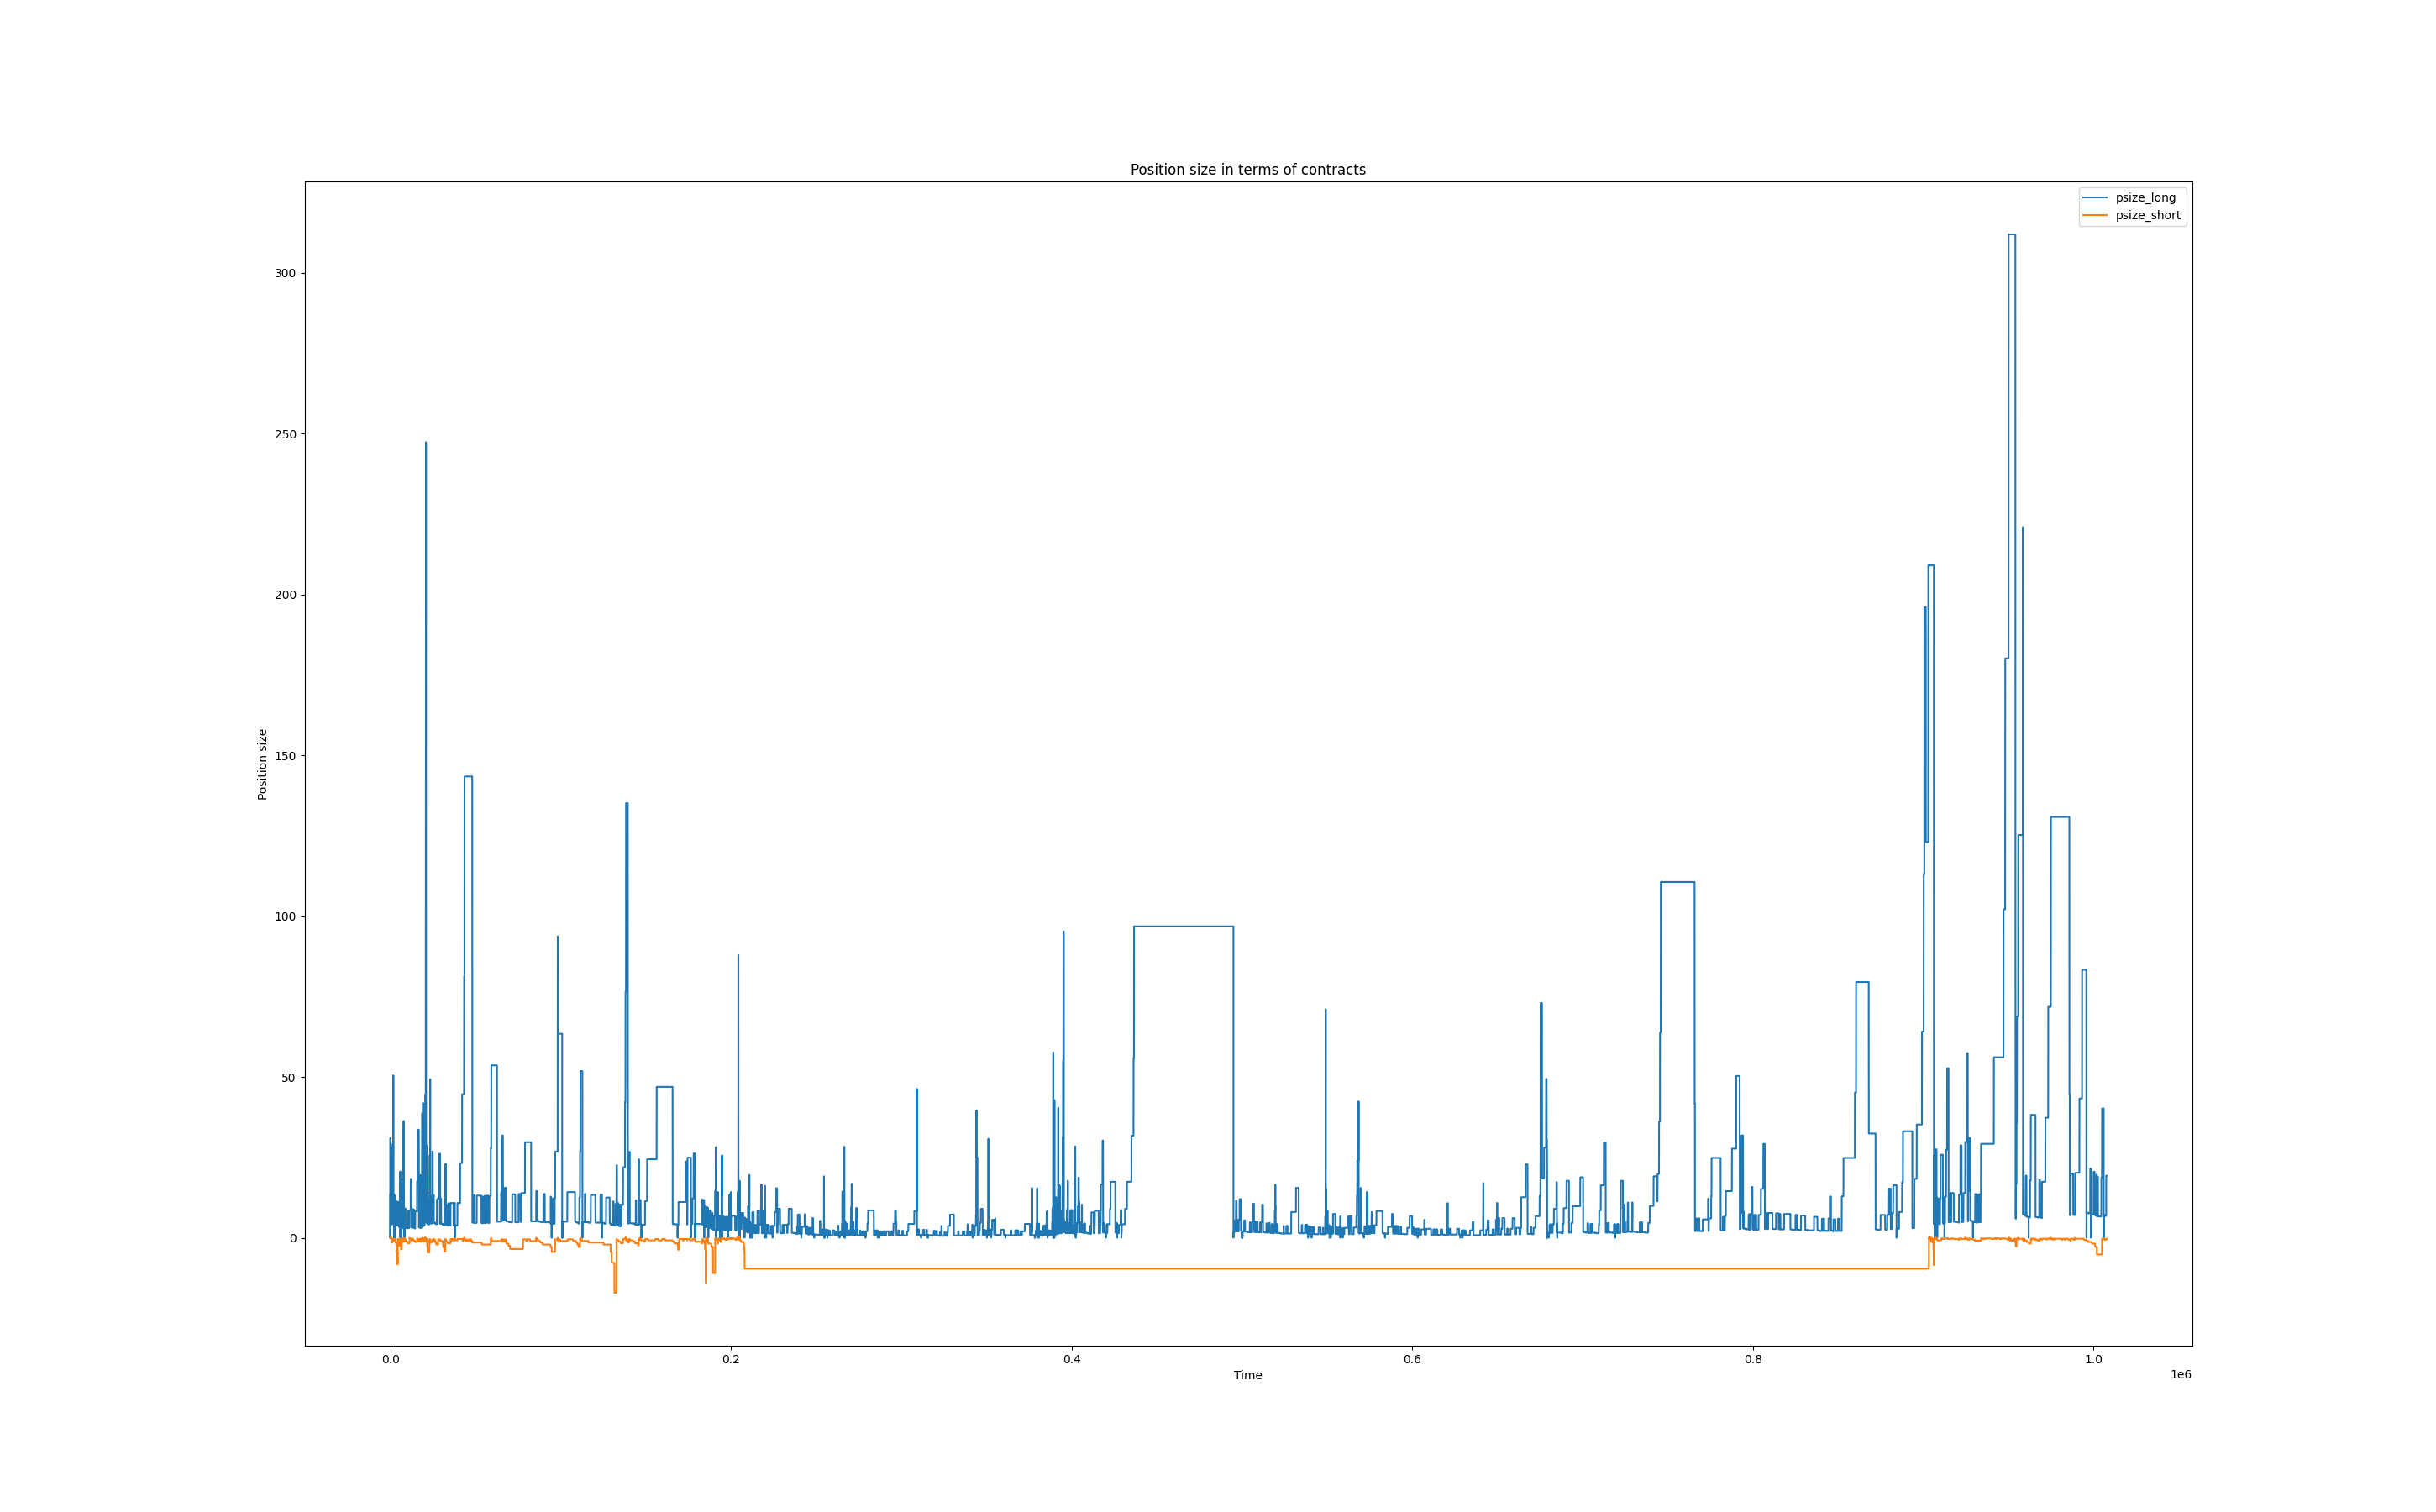 Position size in terms of contracts
psize_long
psize_short
300
250
200
150
100
50
0
Position size
0.0 0.2 0.4 0.6 0.8 1.0
Time
1e6